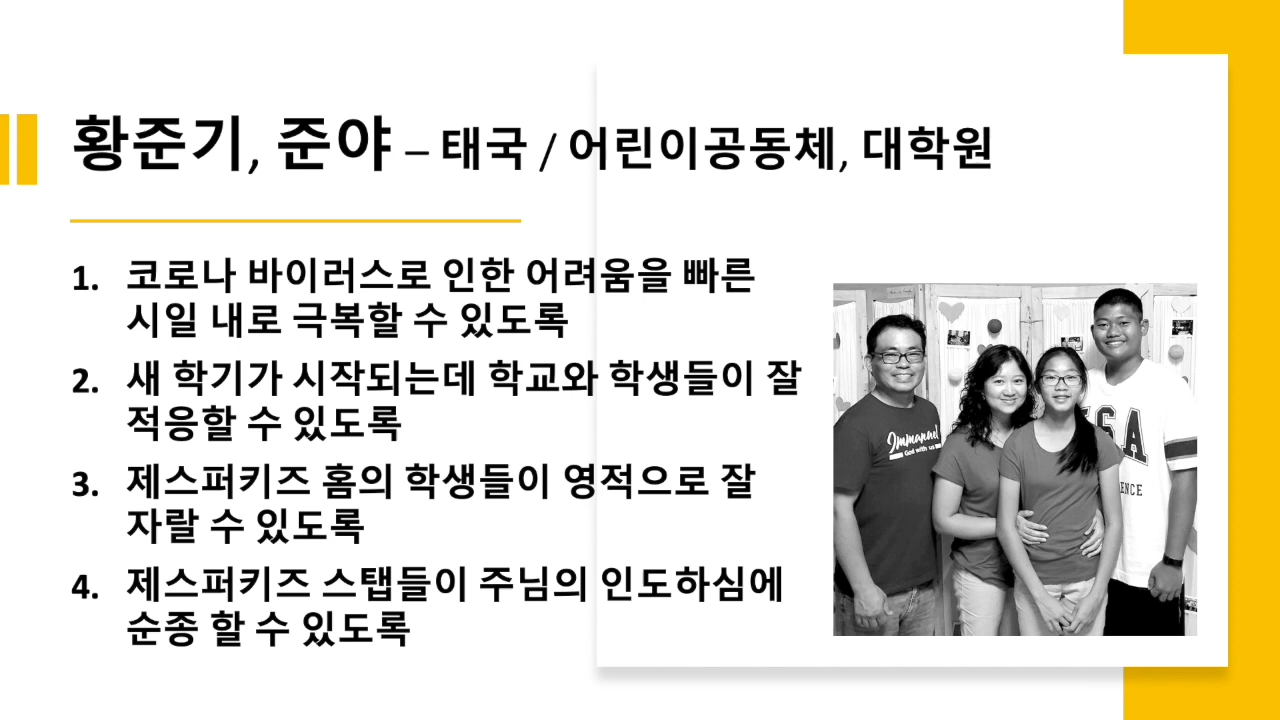 황준기, 준야 – 태국 / 어린이공동체, 대학원
1. 코로나 바이러스로 인한 어려움을 빠른
시일 내로 극복할 수 있도록
2. 새 학기가 시작되는데 학교와 학생들이 잘
적응할 수 있도록
3. 제스퍼키즈 홈의 학생들이 영적으로 잘
자랄 수 있도록
4. 제스퍼키즈 스탭들이 주님의 인도하심에
순종 할 수 있도록
Immanuel
God with us
SA
ENCE